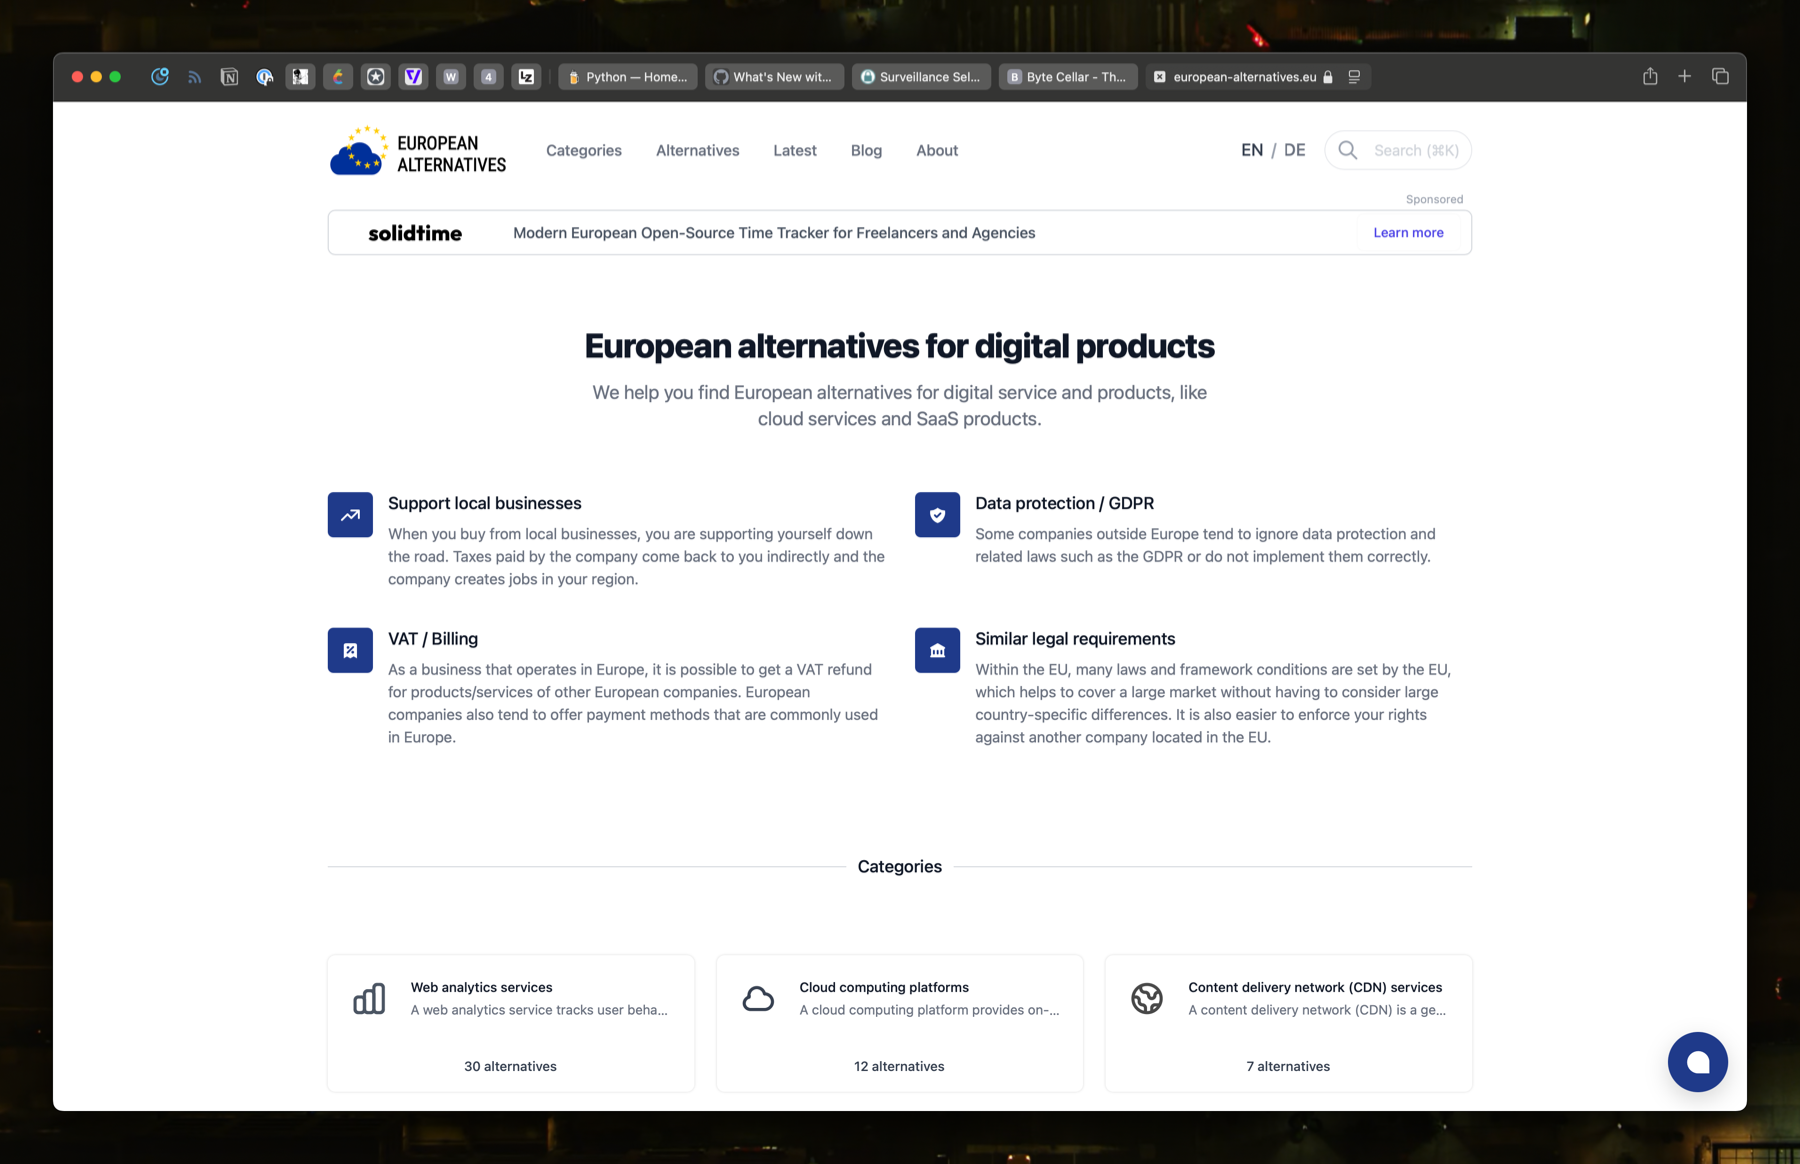 W
4
LZ
Python — Home...
What's New wit...
Surveillance Sel...
B Byte Cellar - Th...
european-alternatives.eu
EUROPEAN
ALTERNATIVES
Categories
Alternatives
Latest
Blog
About
EN / DE
Search (⌘K)
Sponsored
solidtime
Modern European Open-Source Time Tracker for Freelancers and Agencies
Learn more
European alternatives for digital products
We help you find European alternatives for digital service and products, like
cloud services and SaaS products.
Support local businesses
When you buy from local businesses, you are supporting yourself down
the road. Taxes paid by the company come back to you indirectly and the
company creates jobs in your region.
Data protection / GDPR
Some companies outside Europe tend to ignore data protection and
related laws such as the GDPR or do not implement them correctly.
VAT / Billing
As a business that operates in Europe, it is possible to get a VAT refund
for products/services of other European companies. European
companies also tend to offer payment methods that are commonly used
in Europe.
Similar legal requirements
Within the EU, many laws and framework conditions are set by the EU,
which helps to cover a large market without having to consider large
country-specific differences. It is also easier to enforce your rights
against another company located in the EU.
Categories
Web analytics services
A web analytics service tracks user beha...
30 alternatives
Cloud computing platforms
A cloud computing platform provides on-...
12 alternatives
Content delivery network (CDN) services
A content delivery network (CDN) is a ge...
7 alternatives